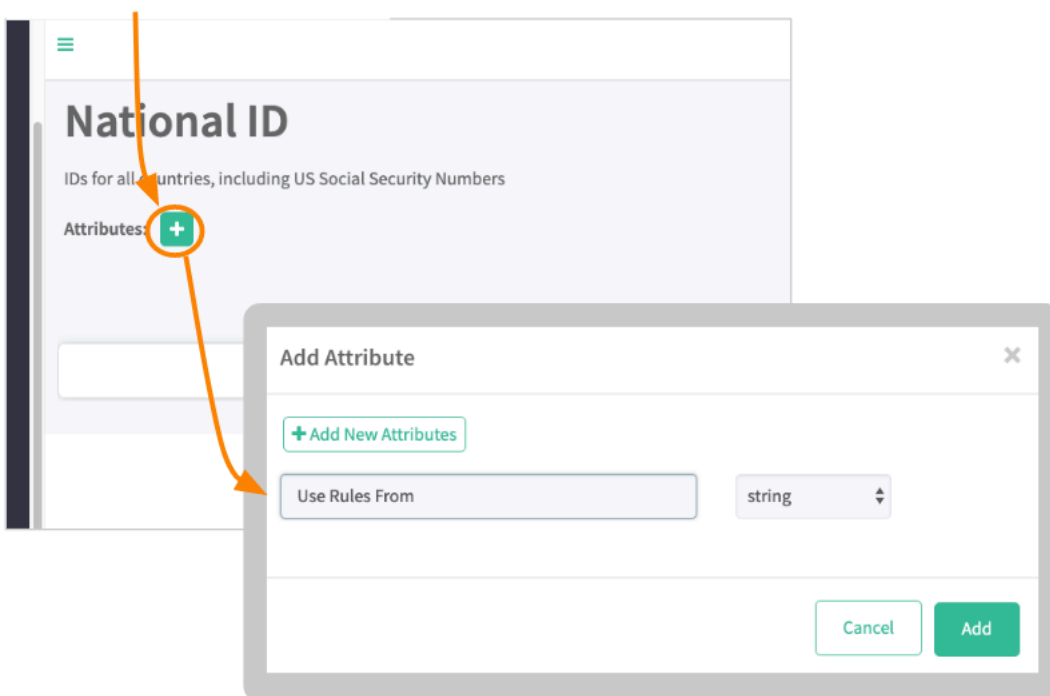 National ID
IDs for all countries, including US Social Security Numbers
Attributes:
Add Attribute
+ Add New Attributes
Use Rules From
string
Cancel
Add